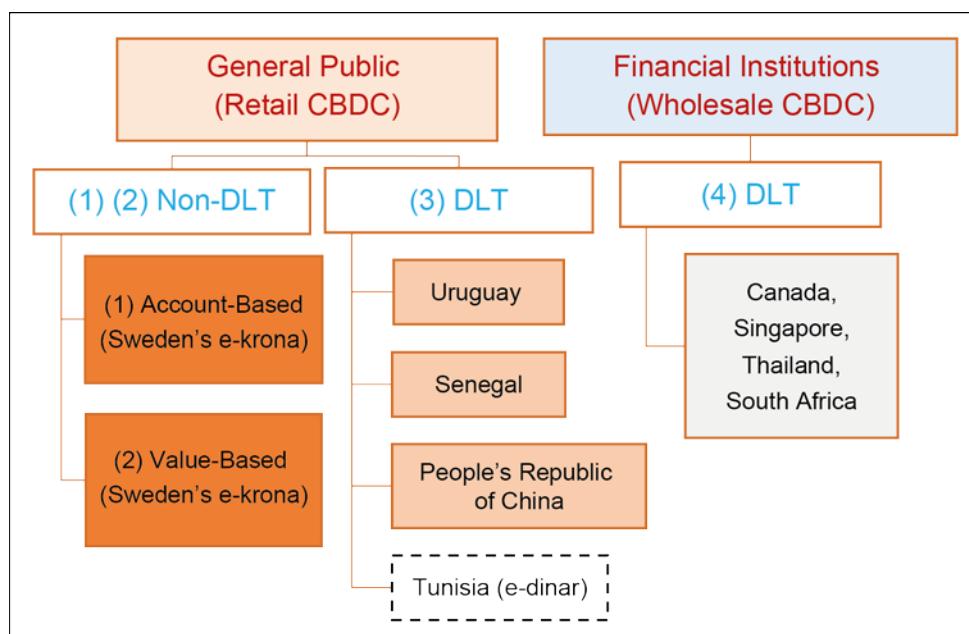 General Public
(Retail CBDC)
Financial Institutions
(Wholesale CBDC)
(1) (2) Non-DLT
(3) DLT
(4) DLT
(1) Account-Based
(Sweden's e-krona)
(2) Value-Based
(Sweden's e-krona)
Uruguay
Senegal
People's Republic
of China
Tunisia (e-dinar)
Canada,
Singapore,
Thailand,
South Africa